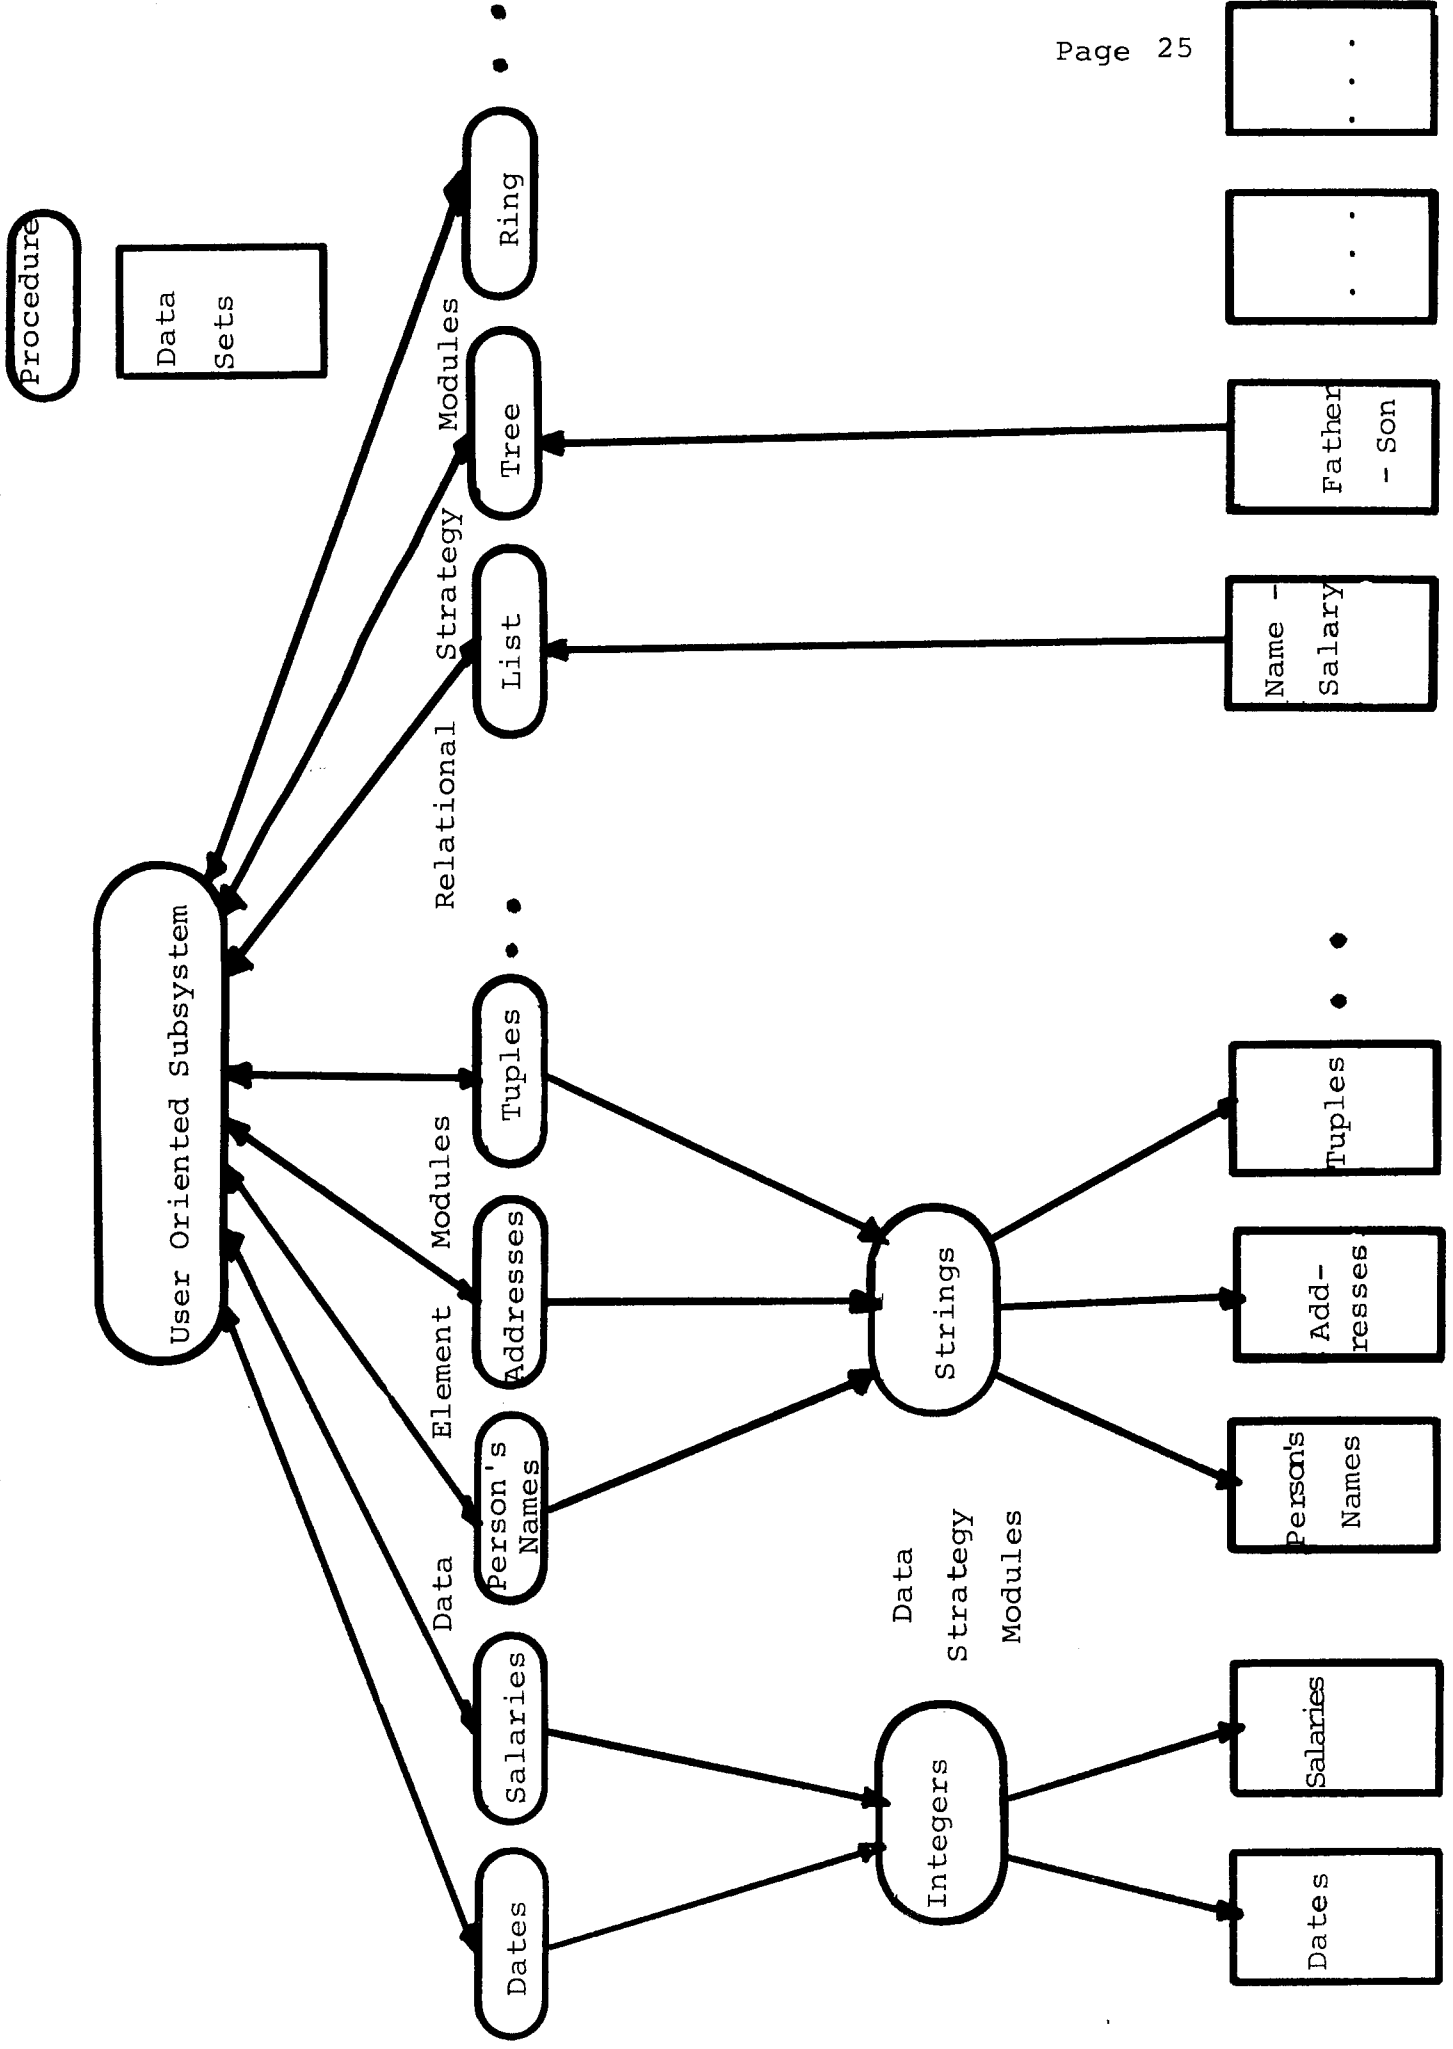 Page 25
Procedure
Data
Sets
User Oriented Subsystem
Data Element Modules
Relational Strategy Modules
Dates
Salaries
Person's
Names
Addresses
Tuples
. .
List
Tree
Ring
. .
Integers
Data
Strategy
Modules
Strings
Dates
Salaries
Person's
Names
Add-
resses
Tuples
. .
Name -
Salary
Father
- Son
. . .
. . .